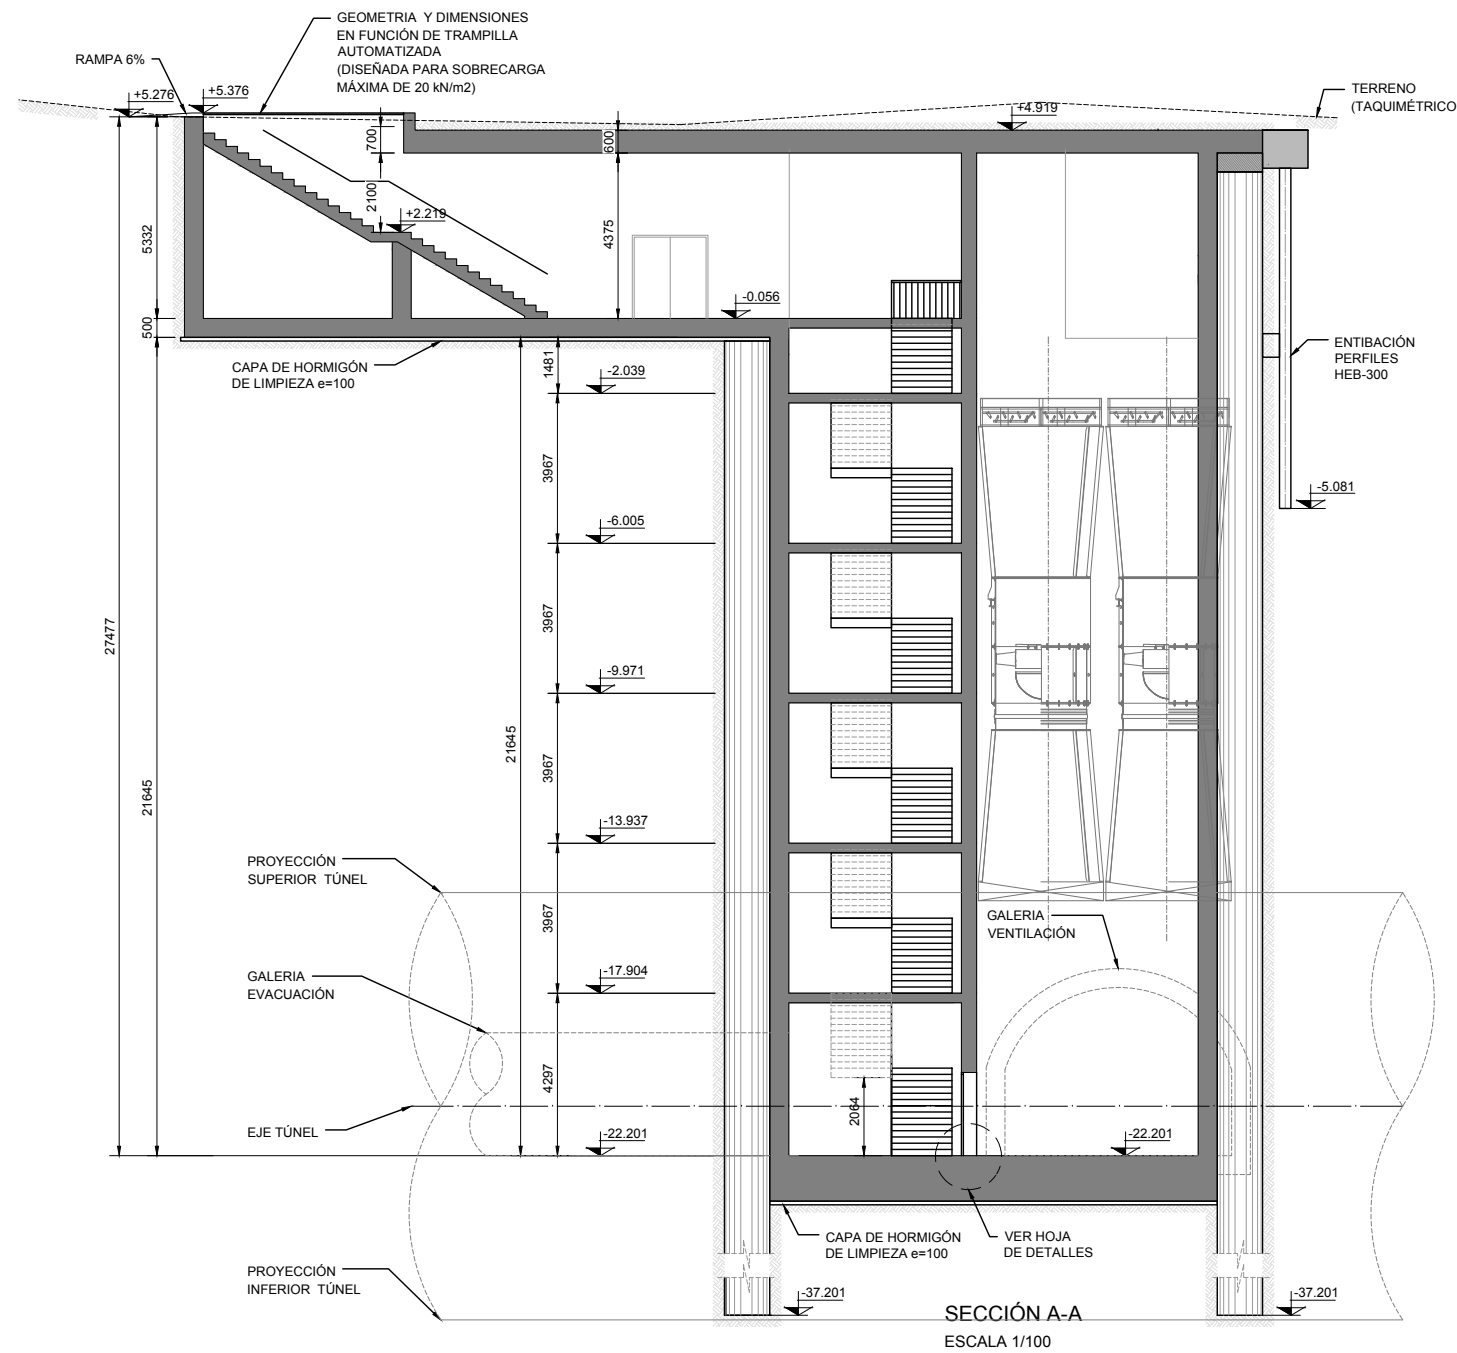 GEOMETRIA Y DIMENSIONES
EN FUNCIÓN DE TRAMPILLA
AUTOMATIZADA
(DISEÑADA PARA SOBRECARGA
MÁXIMA DE 20 kN/m2)
RAMPA 6%
+5.276
+5.376
TERRENO
(TAQUIMÉTRICO
+4.919
700
600
2100
+2.219
5332
4375
-0.056
500
CAPA DE HORMIGÓN
DE LIMPIEZA e=100
1481
-2.039
ENTIBACIÓN
PERFILES
HEB-300
3967
-5.081
-6.005
3967
27477
-9.971
21645
21645
3967
-13.937
PROYECCIÓN
SUPERIOR TÚNEL
3967
GALERIA
VENTILACIÓN
-17.904
GALERIA
EVACUACIÓN
4297
2064
EJE TÚNEL
-22.201
-22.201
CAPA DE HORMIGÓN
DE LIMPIEZA e=100
VER HOJA
DE DETALLES
PROYECCIÓN
INFERIOR TÚNEL
-37.201
-37.201
SECCIÓN A-A
ESCALA 1/100